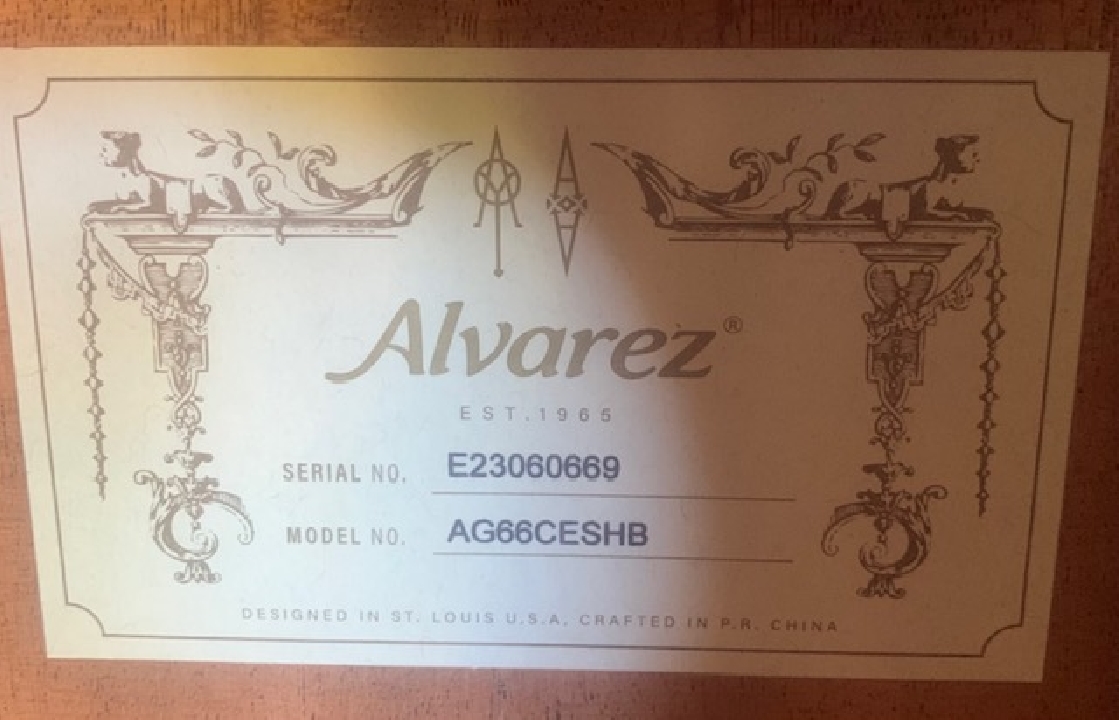 Alvarez®
EST.1965
SERIAL NO. E23060669
MODEL NO. AG66CESHB
DESIGNED IN ST. LOUIS U.S.A. CRAFTED IN P.R. CHINA